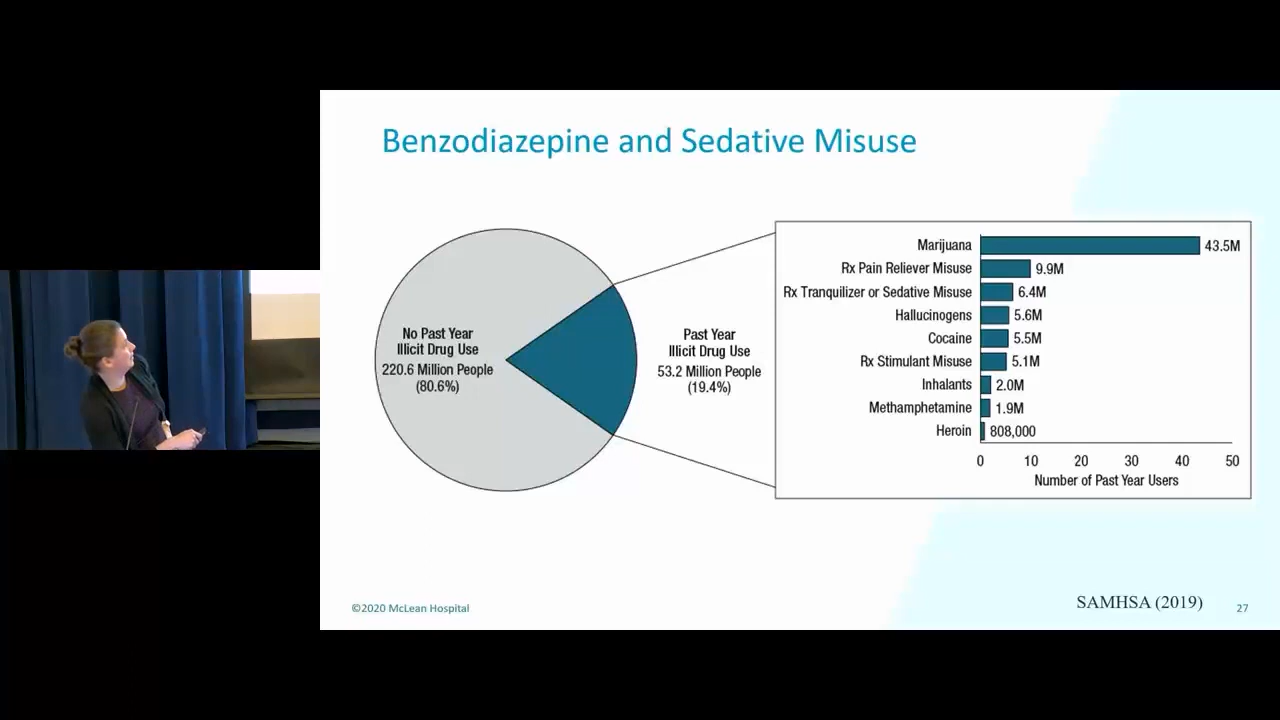 Benzodiazepine and Sedative Misuse
No Past Year
Illicit Drug Use
220.6 Million People
(80.6%)
Past Year
Illicit Drug Use
53.2 Million People
(19.4%)
Marijuana 43.5M
Rx Pain Reliever Misuse 9.9M
Rx Tranquilizer or Sedative Misuse 6.4M
Hallucinogens 5.6M
Cocaine 5.5M
Rx Stimulant Misuse 5.1M
Inhalants 2.0M
Methamphetamine 1.9M
Heroin 808,000
0 10 20 30 40 50
Number of Past Year Users
©2020 McLean Hospital
SAMHSA (2019)
27